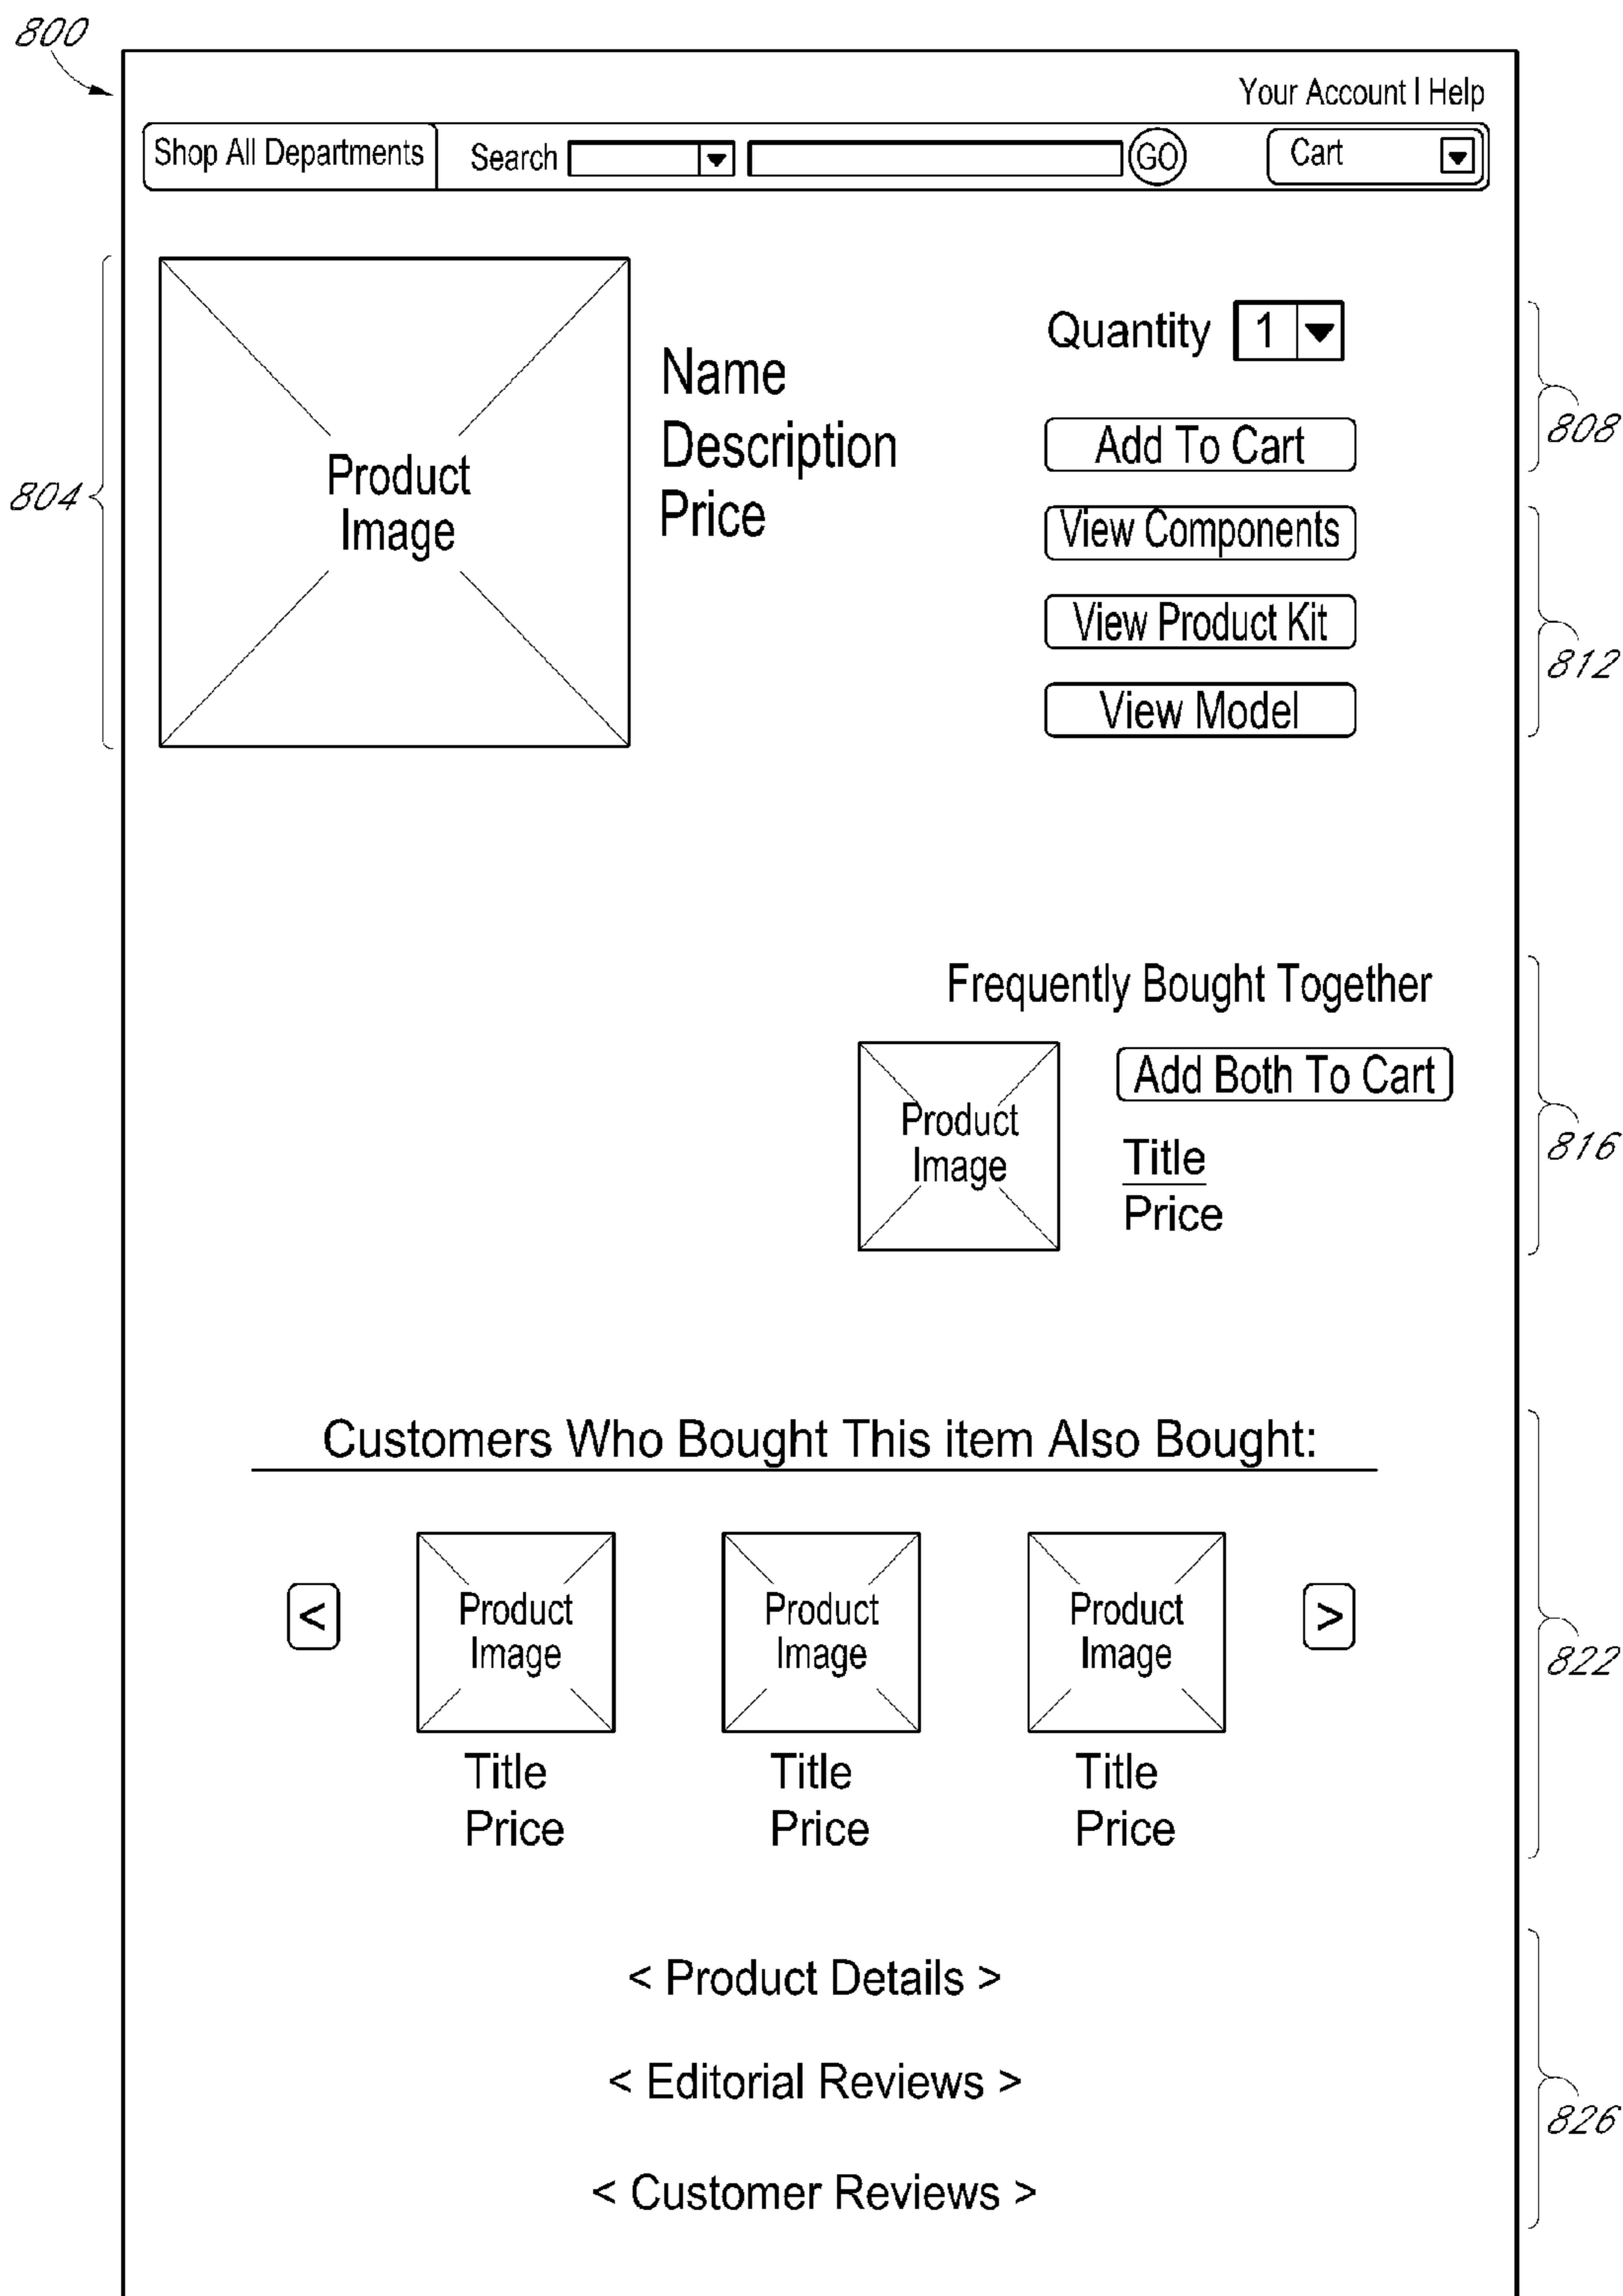 800
Your Account | Help
Shop All Departments Search GO Cart
804
Product
Image
Name
Description
Price
Quantity 1
Add To Cart
808
View Components
View Product Kit
View Model
812
Frequently Bought Together
Product
Image
Add Both To Cart
Title
Price
816
Customers Who Bought This item Also Bought:
< Product Image Product Image Product Image >
Title Title Title
Price Price Price
822
< Product Details >
< Editorial Reviews >
< Customer Reviews >
826